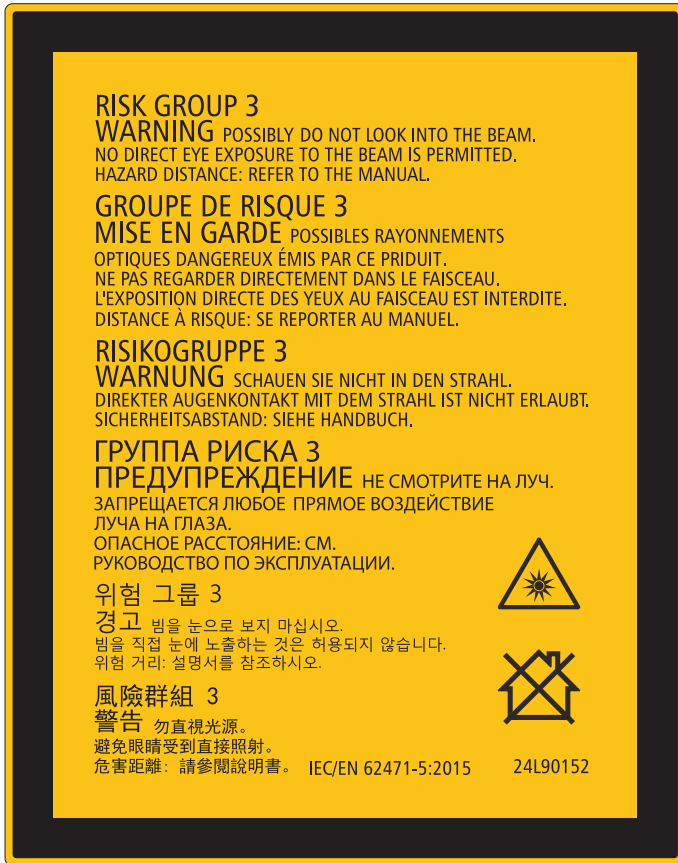 RISK GROUP 3
WARNING POSSIBLY DO NOT LOOK INTO THE BEAM.
NO DIRECT EYE EXPOSURE TO THE BEAM IS PERMITTED.
HAZARD DISTANCE: REFER TO THE MANUAL.
GROUPE DE RISQUE 3
MISE EN GARDE POSSIBLES RAYONNEMENTS
OPTIQUES DANGEREUX ÉMIS PAR CE PRIDUIT.
NE PAS REGARDER DIRECTEMENT DANS LE FAISCEAU.
L'EXPOSITION DIRECTE DES YEUX AU FAISCEAU EST INTERDITE.
DISTANCE À RISQUE: SE REPORTER AU MANUEL.
RISIKOGRUPPE 3
WARNUNG SCHAUEN SIE NICHT IN DEN STRAHL.
DIREKTER AUGENKONTAKT MIT DEM STRAHL IST NICHT ERLAUBT.
SICHERHEITSABSTAND: SIEHE HANDBUCH.
ГРУППА РИСКА 3
ПРЕДУПРЕЖДЕНИЕ НЕ СМОТРИТЕ НА ЛУЧ.
ЗАПРЕЩАЕТСЯ ЛЮБОЕ ПРЯМОЕ ВОЗДЕЙСТВИЕ
ЛУЧА НА ГЛАЗА.
ОПАСНОЕ РАССТОЯНИЕ: СМ.
РУКОВОДСТВО ПО ЭКСПЛУАТАЦИИ.
위험 그룹 3
경고 빔을 눈으로 보지 마십시오.
빔을 직접 눈에 노출하는 것은 허용되지 않습니다.
위험 거리: 설명서를 참조하시오.
風險群組 3
警告 勿直視光源。
避免眼睛受到直接照射。
危害距離：請參閱說明書。 IEC/EN 62471-5:2015 24L90152